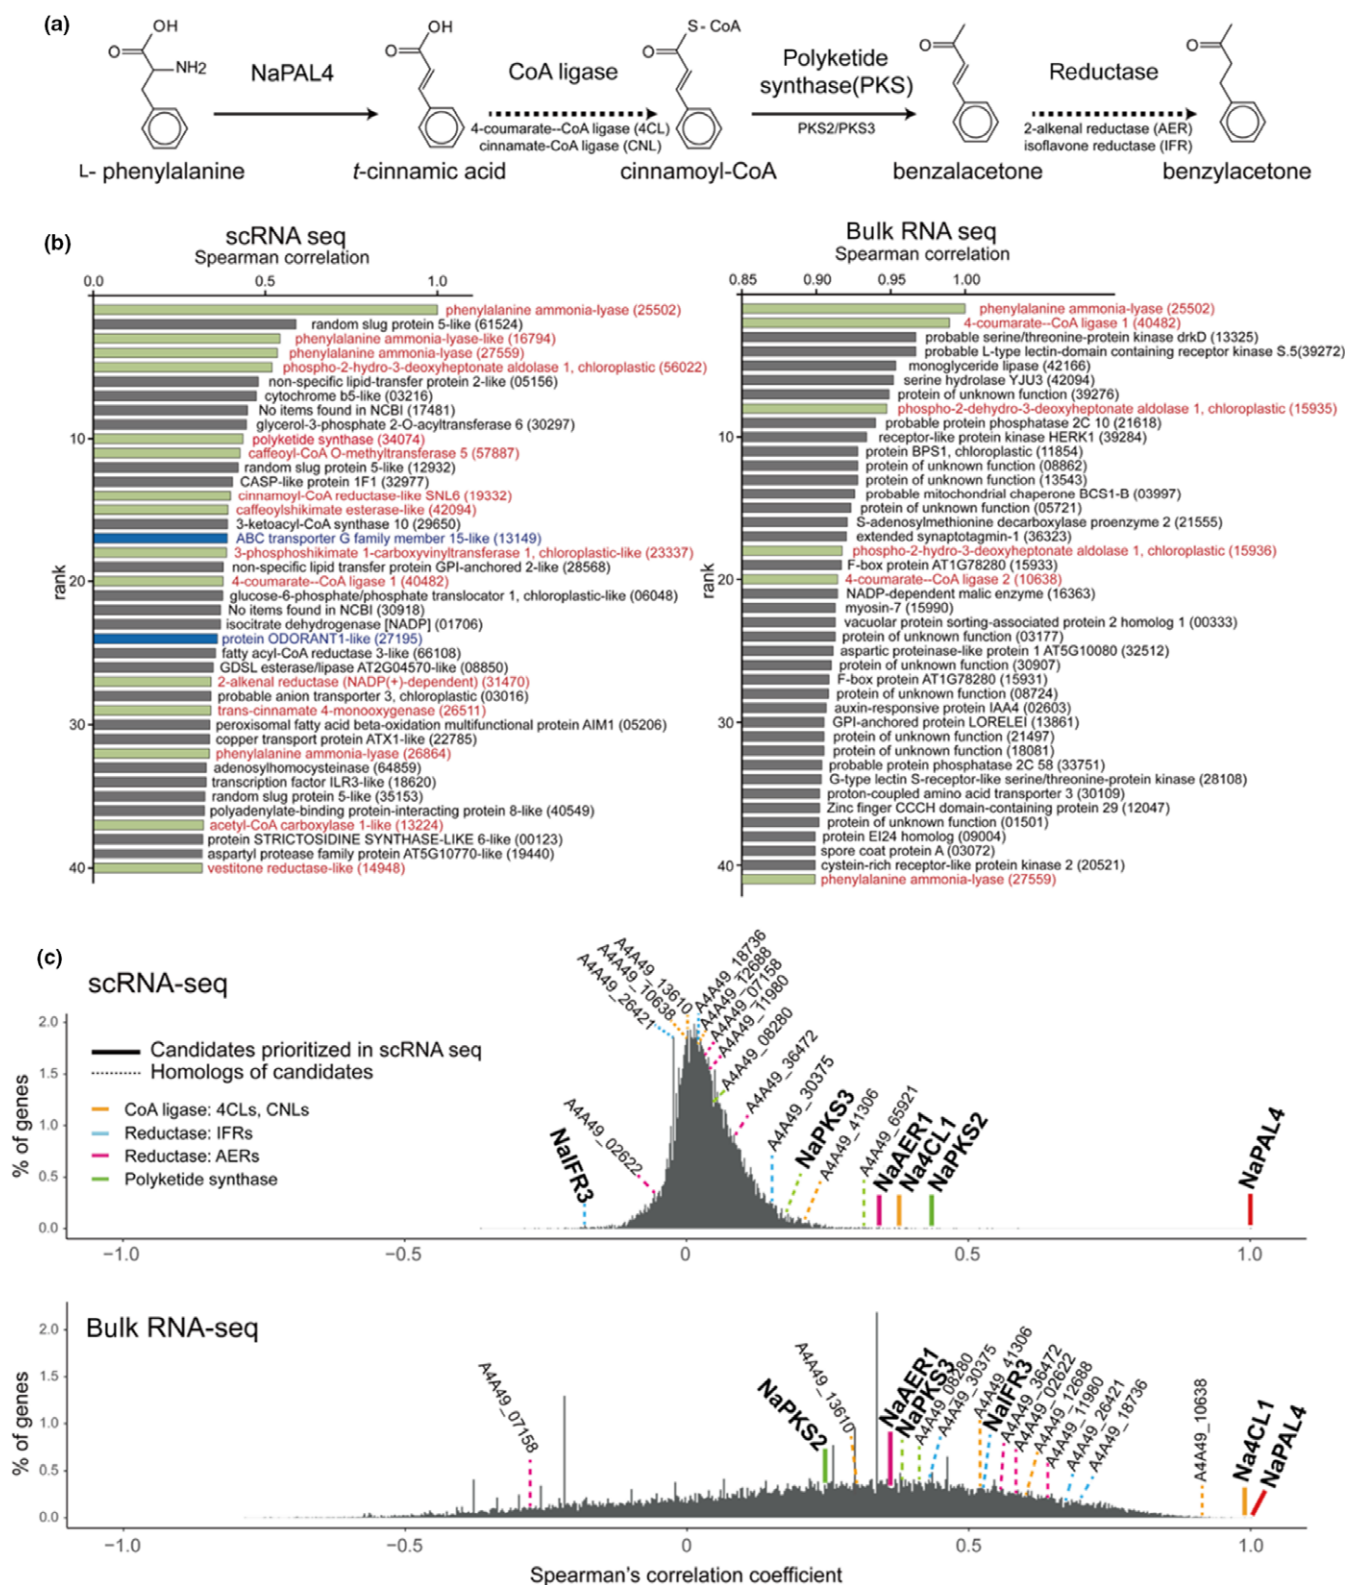 (a)
OH
O
NH2
NaPAL4
OH
O
CoA ligase
4-coumarate--CoA ligase (4CL)
cinnamate-CoA ligase (CNL)
S- CoA
O
Polyketide
synthase(PKS)
PKS2/PKS3
O
Reductase
2-alkenal reductase (AER)
isoflavone reductase (IFR)
O
L- phenylalanine
t-cinnamic acid
cinnamoyl-CoA
benzalacetone
benzylacetone
(b)
scRNA seq
Spearman correlation
0.0 0.5 1.0
phenylalanine ammonia-lyase (25502)
random slug protein 5-like (61524)
phenylalanine ammonia-lyase-like (16794)
phenylalanine ammonia-lyase (27559)
phospho-2-hydro-3-deoxyheptonate aldolase 1, chloroplastic (56022)
non-specific lipid-transfer protein 2-like (05156)
cytochrome b5-like (03216)
No items found in NCBI (17481)
glycerol-3-phosphate 2-O-acyltransferase 6 (30297)
10 polyketide synthase (34074)
caffeoyl-CoA O-methyltransferase 5 (57887)
random slug protein 5-like (12932)
CASP-like protein 1F1 (32977)
cinnamoyl-CoA reductase-like SNL6 (19332)
caffeoylshikimate esterase-like (42094)
3-ketoacyl-CoA synthase 10 (29650)
ABC transporter G family member 15-like (13149)
3-phosphoshikimate 1-carboxyvinyltransferase 1, chloroplastic-like (23337)
non-specific lipid transfer protein GPI-anchored 2-like (28568)
20 4-coumarate--CoA ligase 1 (40482)
rank
glucose-6-phosphate/phosphate translocator 1, chloroplastic-like (06048)
No items found in NCBI (30918)
isocitrate dehydrogenase [NADP] (01706)
protein ODORANT1-like (27195)
fatty acyl-CoA reductase 3-like (66108)
GDSL esterase/lipase AT2G04570-like (08850)
2-alkenal reductase (NADP(+)-dependent) (31470)
probable anion transporter 3, chloroplastic (03016)
trans-cinnamate 4-monooxygenase (26511)
30 peroxisomal fatty acid beta-oxidation multifunctional protein AIM1 (05206)
copper transport protein ATX1-like (22785)
phenylalanine ammonia-lyase (26864)
adenosylhomocysteinase (64859)
transcription factor ILR3-like (18620)
random slug protein 5-like (35153)
polyadenylate-binding protein-interacting protein 8-like (40549)
acetyl-CoA carboxylase 1-like (13224)
protein STRICTOSIDINE SYNTHASE-LIKE 6-like (00123)
aspartyl protease family protein AT5G10770-like (19440)
40 vestitone reductase-like (14948)
Bulk RNA seq
Spearman correlation
0.85 0.90 0.95 1.00
phenylalanine ammonia-lyase (25502)
4-coumarate--CoA ligase 1 (40482)
probable serine/threonine-protein kinase drkD (13325)
probable L-type lectin-domain containing receptor kinase S.5(39272)
monoglyceride lipase (42166)
serine hydrolase YJU3 (42094)
protein of unknown function (39276)
phospho-2-dehydro-3-deoxyheptonate aldolase 1, chloroplastic (15935)
probable protein phosphatase 2C 10 (21618)
10 receptor-like protein kinase HERK1 (39284)
protein BPS1, chloroplastic (11854)
protein of unknown function (08862)
protein of unknown function (13543)
probable mitochondrial chaperone BCS1-B (03997)
protein of unknown function (05721)
S-adenosylmethionine decarboxylase proenzyme 2 (21555)
extended synaptotagmin-1 (36323)
phospho-2-hydro-3-deoxyheptonate aldolase 1, chloroplastic (15936)
F-box protein AT1G78280 (15933)
20 4-coumarate--CoA ligase 2 (10638)
rank
NADP-dependent malic enzyme (16363)
myosin-7 (15990)
vacuolar protein sorting-associated protein 2 homolog 1 (00333)
protein of unknown function (03177)
aspartic proteinase-like protein 1 AT5G10080 (32512)
protein of unknown function (30907)
F-box protein AT1G78280 (15931)
protein of unknown function (08724)
auxin-responsive protein IAA4 (02603)
30 GPI-anchored protein LORELEI (13861)
protein of unknown function (21497)
protein of unknown function (18081)
probable protein phosphatase 2C 58 (33751)
G-type lectin S-receptor-like serine/threonine-protein kinase (28108)
proton-coupled amino acid transporter 3 (30109)
Zinc finger CCCH domain-containing protein 29 (12047)
protein of unknown function (01501)
protein EI24 homolog (09004)
spore coat protein A (03072)
40 cystein-rich receptor-like protein kinase 2 (20521)
phenylalanine ammonia-lyase (27559)
(c)
scRNA-seq
Candidates prioritized in scRNA seq
Homologs of candidates
CoA ligase: 4CLs, CNLs
Reductase: IFRs
Reductase: AERs
Polyketide synthase
% of genes
2.0
1.5
1.0
0.5
0.0
NaIFR3
A4A49_02622
A4A49_26421
A4A49_10638
A4A49_13610
A4A49_18736
A4A49_12688
A4A49_07158
A4A49_11980
A4A49_08280
A4A49_36472
A4A49_30375
NaPKS3
A4A49_41306
A4A49_65921
NaAER1
Na4CL1
NaPKS2
NaPAL4
−1.0 −0.5 0 0.5 1.0
Bulk RNA-seq
% of genes
2.0
1.5
1.0
0.5
0.0
A4A49_07158
NaPKS2
A4A49_13610
NaAER1
NaPKS3
A4A49_08280
A4A49_30375
A4A49_41306
NaIFR3
A4A49_36472
A4A49_02622
A4A49_12688
A4A49_11980
A4A49_26421
A4A49_18736
A4A49_10638
Na4CL1
NaPAL4
−1.0 −0.5 0 0.5 1.0
Spearman's correlation coefficient